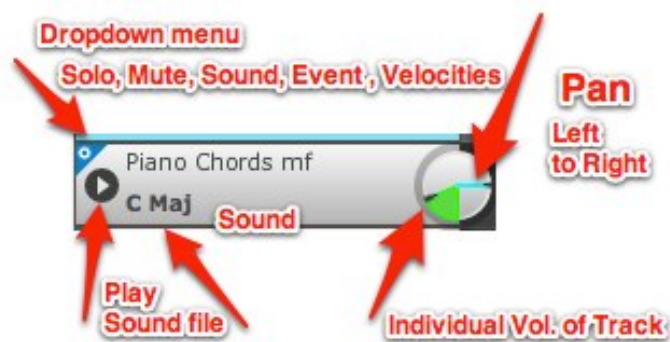 Dropdown menu
Solo, Mute, Sound, Event , Velocities
Pan
Left
to Right
Piano Chords mf
C Maj
Sound
Play
Sound file
Individual Vol. of Track